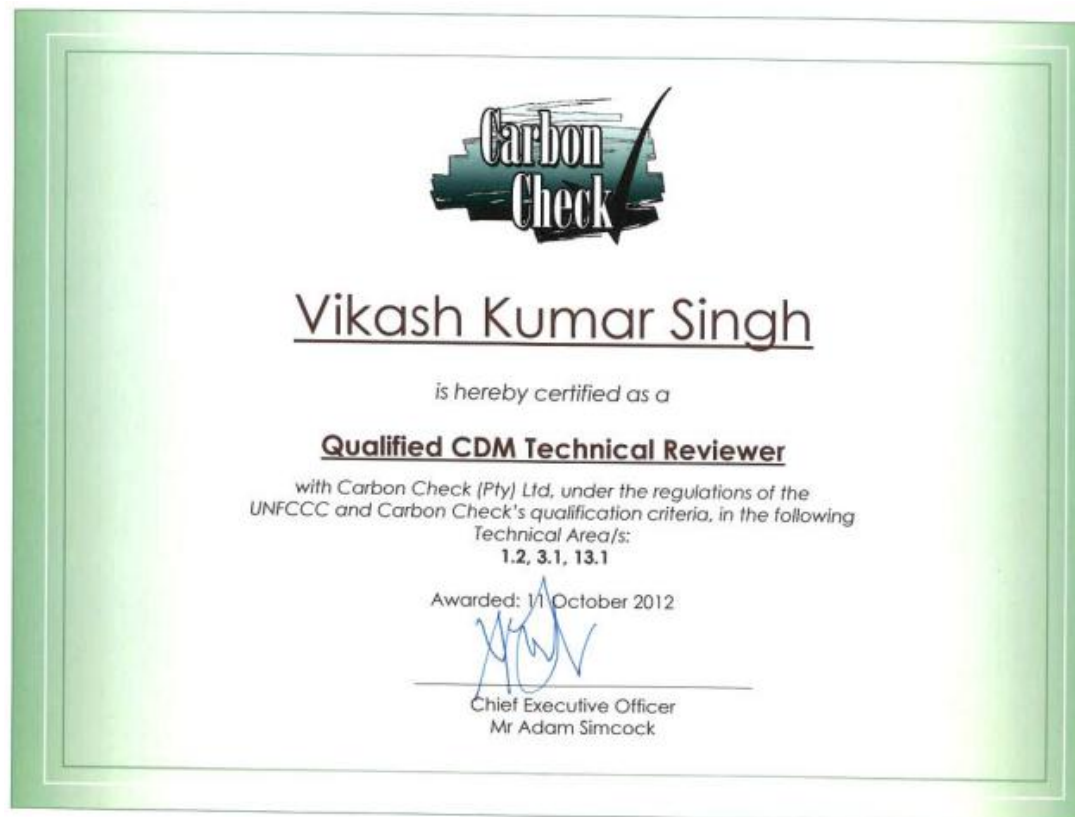 Carbon
Check
Vikash Kumar Singh
is hereby certified as a
Qualified CDM Technical Reviewer
with Carbon Check (Pty) Ltd, under the regulations of the
UNFCCC and Carbon Check's qualification criteria, in the following
Technical Area/s:
1.2, 3.1, 13.1
Awarded: 11 October 2012
Chief Executive Officer
Mr Adam Simcock